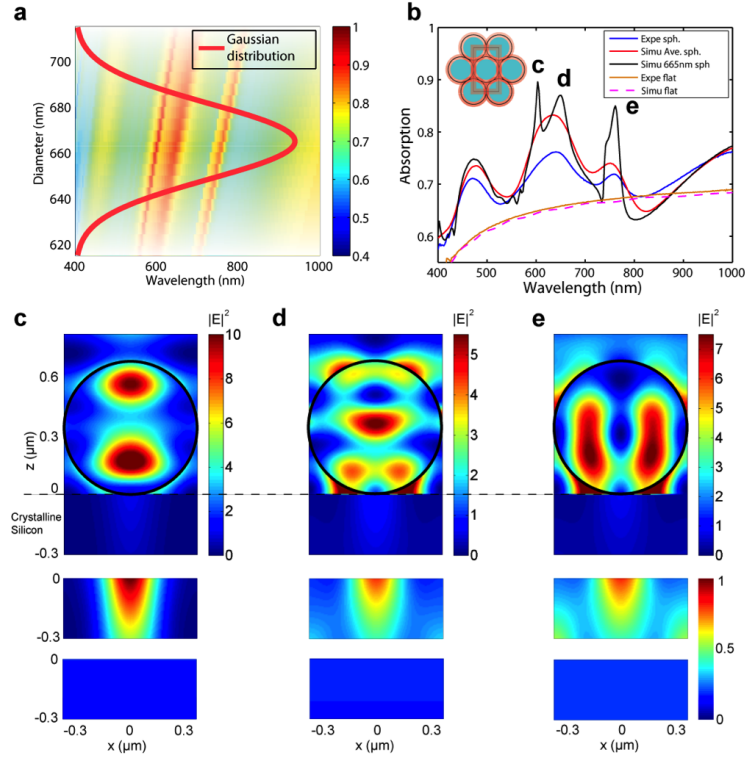 a
Gaussian
distribution
Diameter (nm)
700
680
660
640
620
400
600
800
1000
Wavelength (nm)
1
0.9
0.8
0.7
0.6
0.5
0.4
b
Absorption
1
0.9
0.8
0.7
0.6
c
d
e
Expe sph.
Simu Ave. sph.
Simu 665nm sph
Expe flat
Simu flat
400
500
600
700
800
900
1000
Wavelength (nm)
c
|E|²
10
8
6
4
2
0
d
|E|²
5
4
3
2
1
0
e
|E|²
7
6
5
4
3
2
1
0
z (μm)
0.6
0.3
0
Crystalline
Silicon
-0.3
0
-0.3
0
-0.3
-0.3 0 0.3
x (μm)
-0.3 0 0.3
x (μm)
-0.3 0 0.3
x (μm)
1
0.5
0